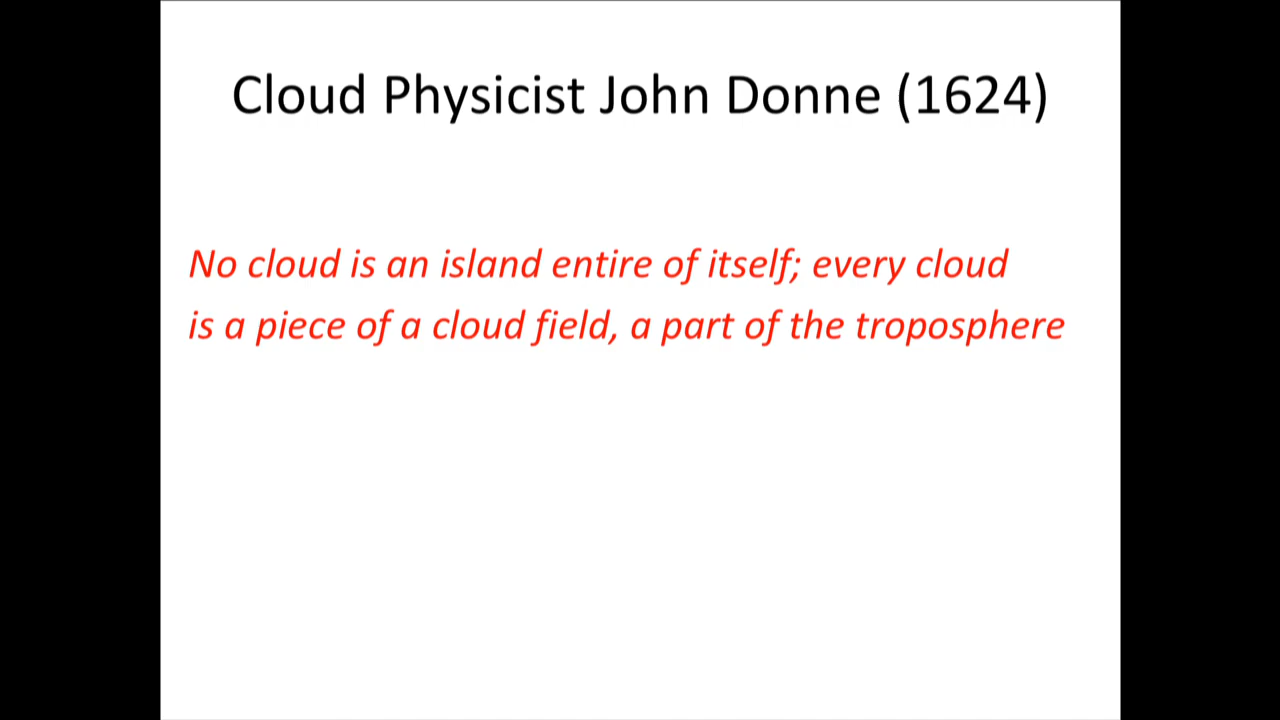 Cloud Physicist John Donne (1624)
No cloud is an island entire of itself; every cloud
is a piece of a cloud field, a part of the troposphere